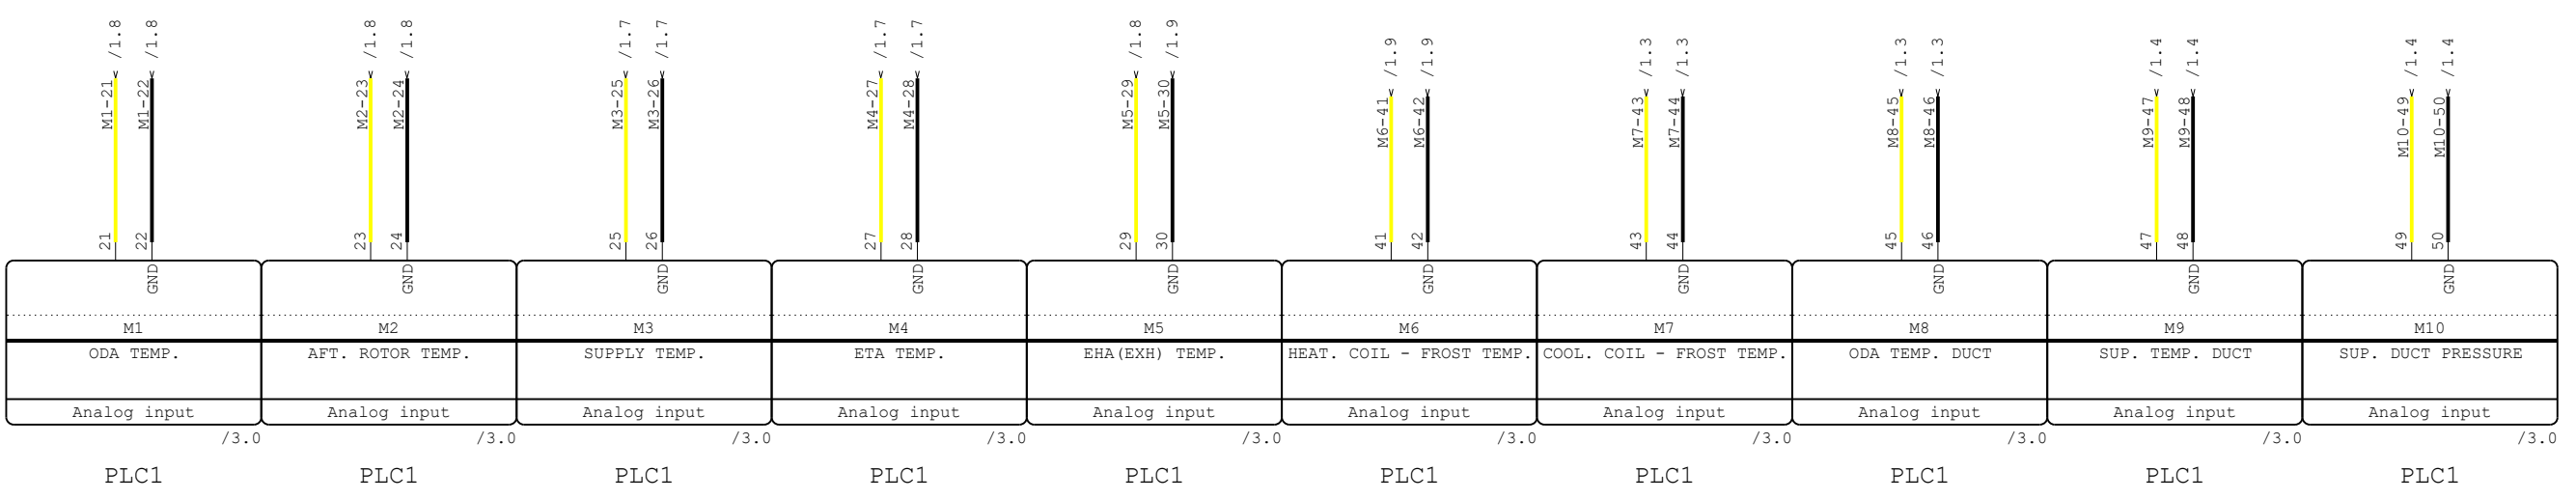 /1.8 /1.8 /1.8 /1.8 /1.7 /1.7 /1.7 /1.7 /1.8 /1.9 /1.9 /1.9 /1.3 /1.3 /1.3 /1.3 /1.4 /1.4 /1.4 /1.4
M1-21 M1-22 M2-23 M2-24 M3-25 M3-26 M4-27 M4-28 M5-29 M5-30 M6-41 M6-42 M7-43 M7-44 M8-45 M8-46 M9-47 M9-48 M10-49 M10-50
21 22 23 24 25 26 27 28 29 30 41 42 43 44 45 46 47 48 49 50
GND GND GND GND GND GND GND GND GND GND
M1 M2 M3 M4 M5 M6 M7 M8 M9 M10
ODA TEMP. AFT. ROTOR TEMP. SUPPLY TEMP. ETA TEMP. EHA(EXH) TEMP. HEAT. COIL - FROST TEMP. COOL. COIL - FROST TEMP. ODA TEMP. DUCT SUP. TEMP. DUCT SUP. DUCT PRESSURE
Analog input Analog input Analog input Analog input Analog input Analog input Analog input Analog input Analog input Analog input
/3.0 /3.0 /3.0 /3.0 /3.0 /3.0 /3.0 /3.0 /3.0 /3.0
PLC1 PLC1 PLC1 PLC1 PLC1 PLC1 PLC1 PLC1 PLC1 PLC1